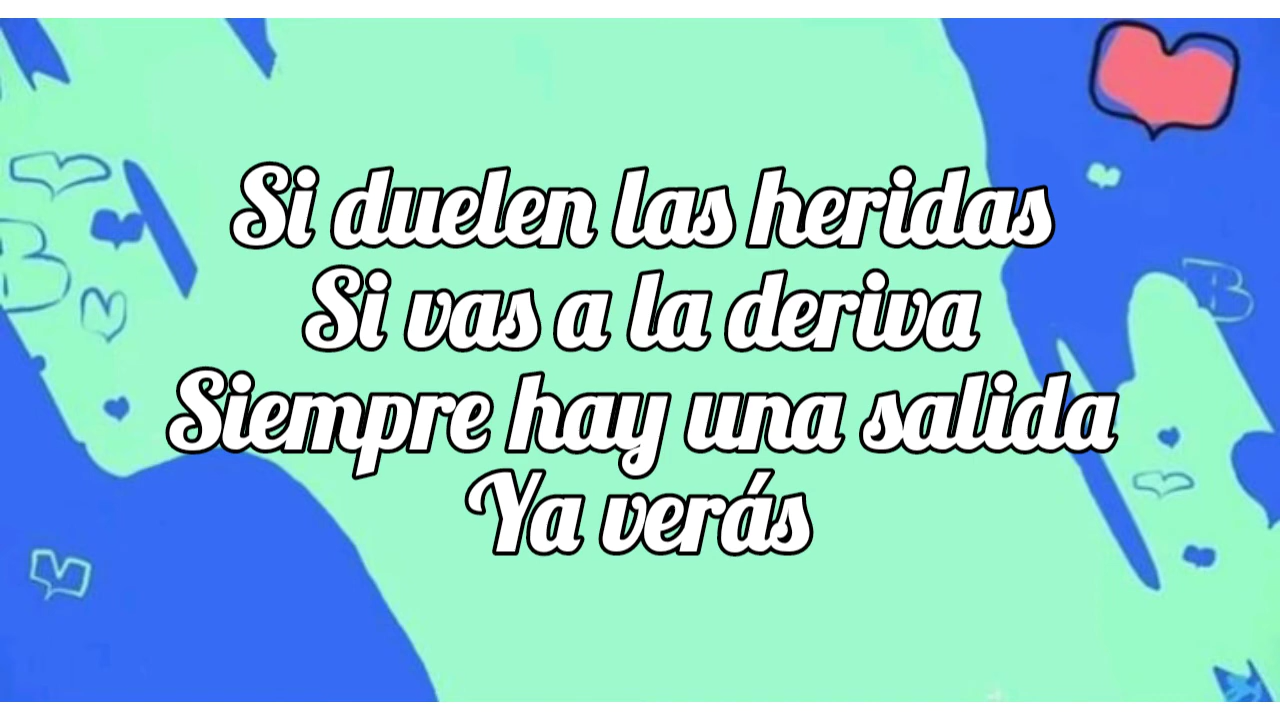 Si duelen las heridas
Si vas a la deriva
Siempre hay una salida
Ya verás
B
B